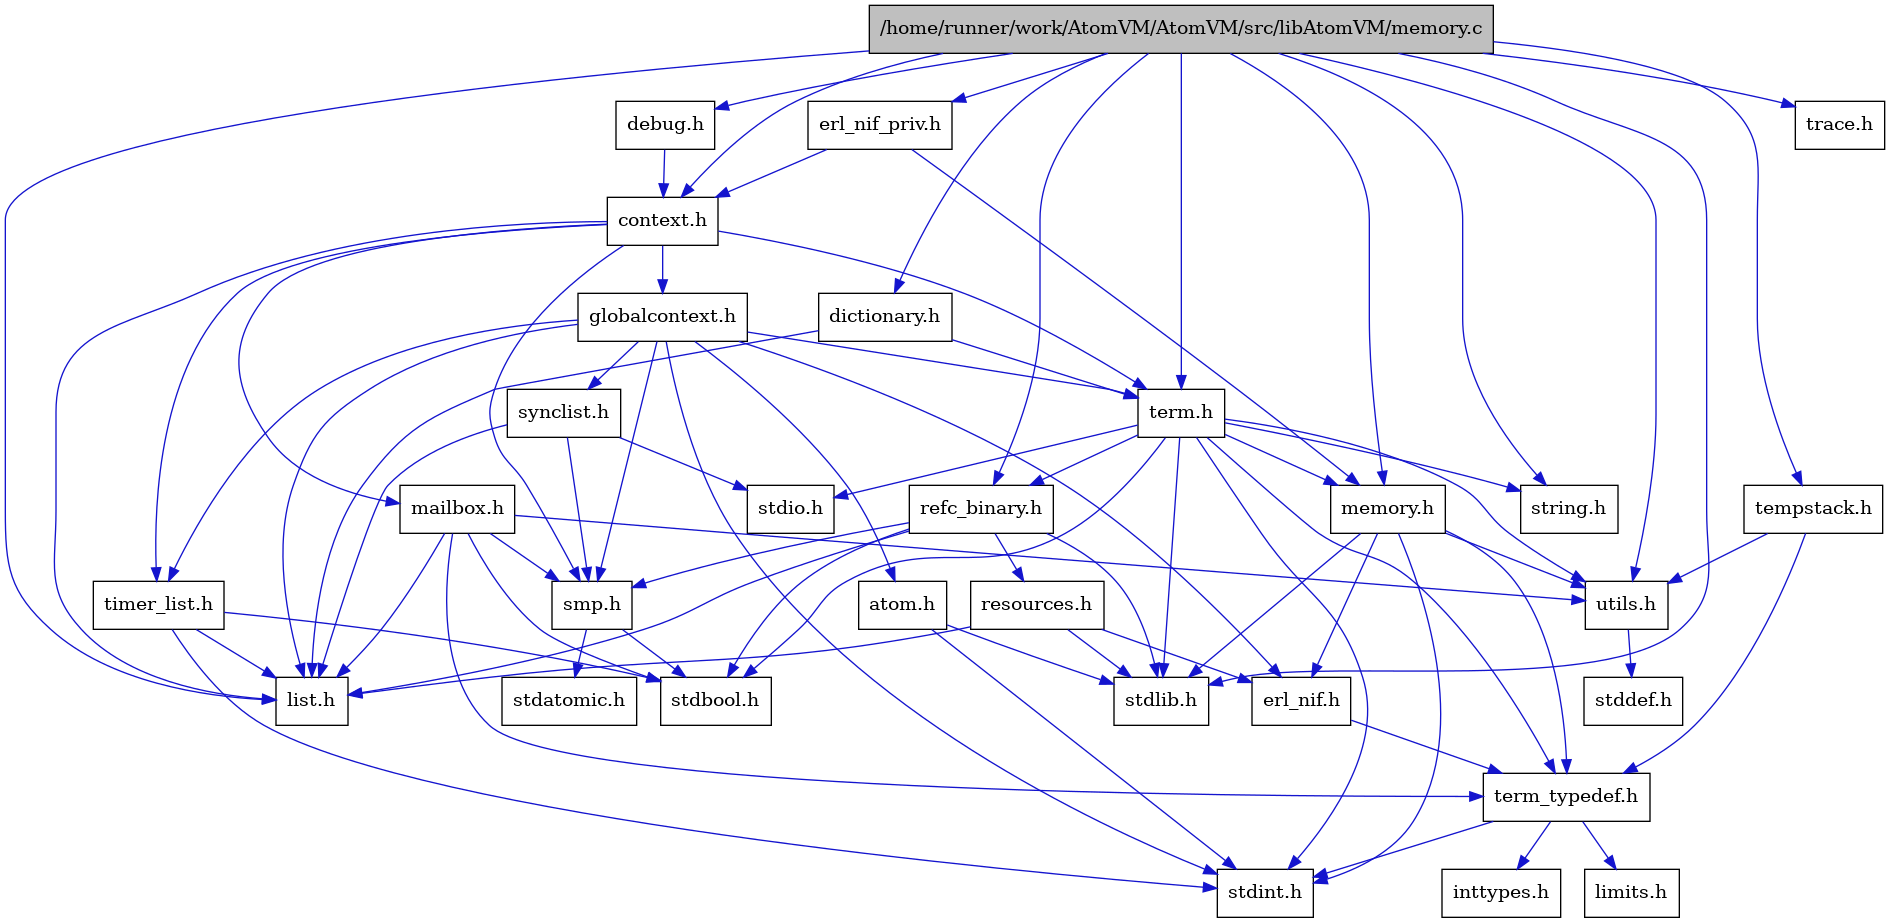 /home/runner/work/AtomVM/AtomVM/src/libAtomVM/memory.c
debug.h
erl_nif_priv.h
trace.h
context.h
globalcontext.h
dictionary.h
synclist.h
term.h
mailbox.h
stdio.h
refc_binary.h
memory.h
string.h
tempstack.h
timer_list.h
smp.h
atom.h
resources.h
utils.h
list.h
stdatomic.h
stdbool.h
stdlib.h
erl_nif.h
stddef.h
term_typedef.h
stdint.h
inttypes.h
limits.h